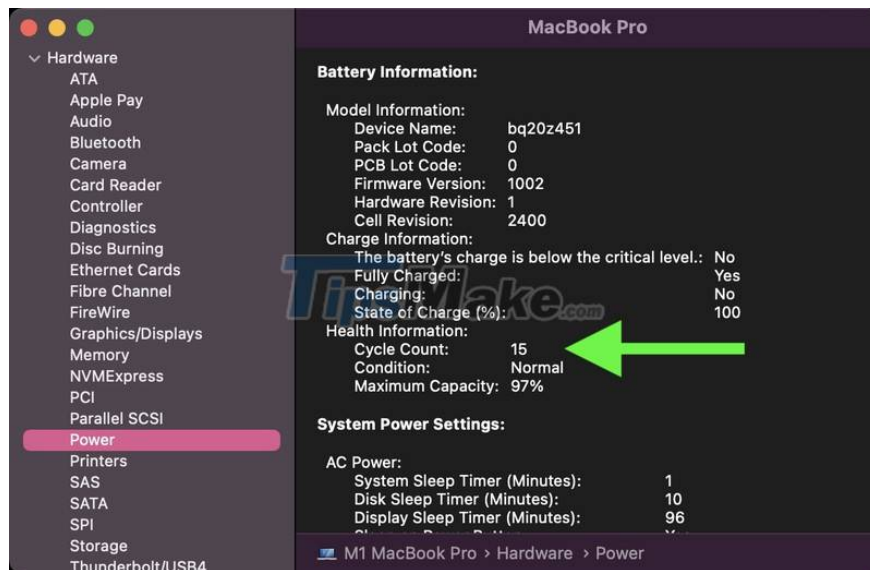 MacBook Pro
Hardware
ATA
Apple Pay
Audio
Bluetooth
Camera
Card Reader
Controller
Diagnostics
Disc Burning
Ethernet Cards
Fibre Channel
FireWire
Graphics/Displays
Memory
NVMExpress
PCI
Parallel SCSI
Power
Printers
SAS
SATA
SPI
Storage
Thunderbolt/USB4
Battery Information:
Model Information:
Device Name: bq20z451
Pack Lot Code: 0
PCB Lot Code: 0
Firmware Version: 1002
Hardware Revision: 1
Cell Revision: 2400
Charge Information:
The battery's charge is below the critical level.: No
Fully Charged: Yes
Charging: No
State of Charge (%): 100
Health Information:
Cycle Count: 15
Condition: Normal
Maximum Capacity: 97%
System Power Settings:
AC Power:
System Sleep Timer (Minutes): 1
Disk Sleep Timer (Minutes): 10
Display Sleep Timer (Minutes): 96
M1 MacBook Pro › Hardware › Power
TipsMake.com